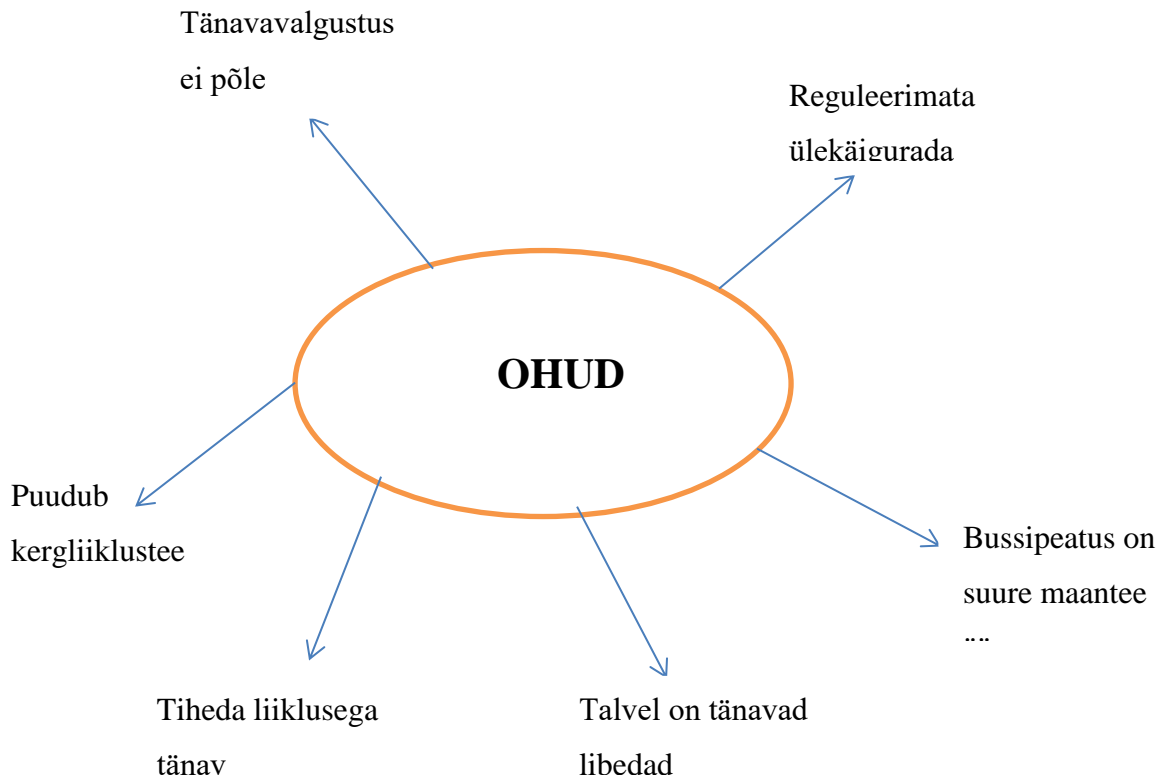 Tänavavalgustus
ei põle
Reguleerimata
ülekäigurada
OHUD
Puudub
kergliiklustee
Bussipeatus on
suure maantee
Tiheda liiklusega
tänav
Talvel on tänavad
libedad